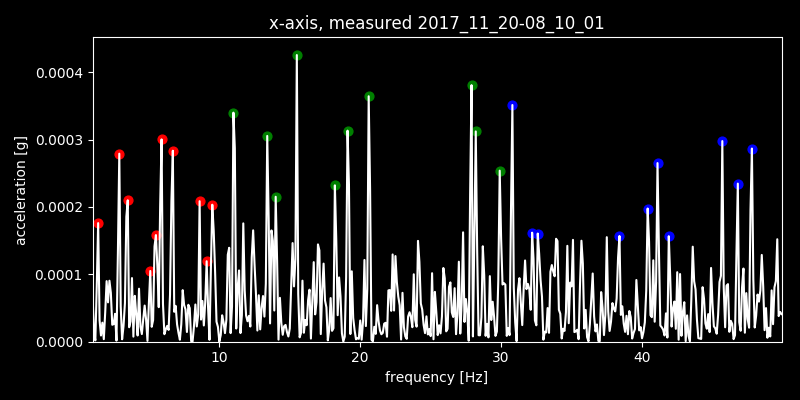 x-axis, measured 2017_11_20-08_10_01
acceleration [g]
0.0004
0.0003
0.0002
0.0001
0.0000
10 20 30 40
frequency [Hz]